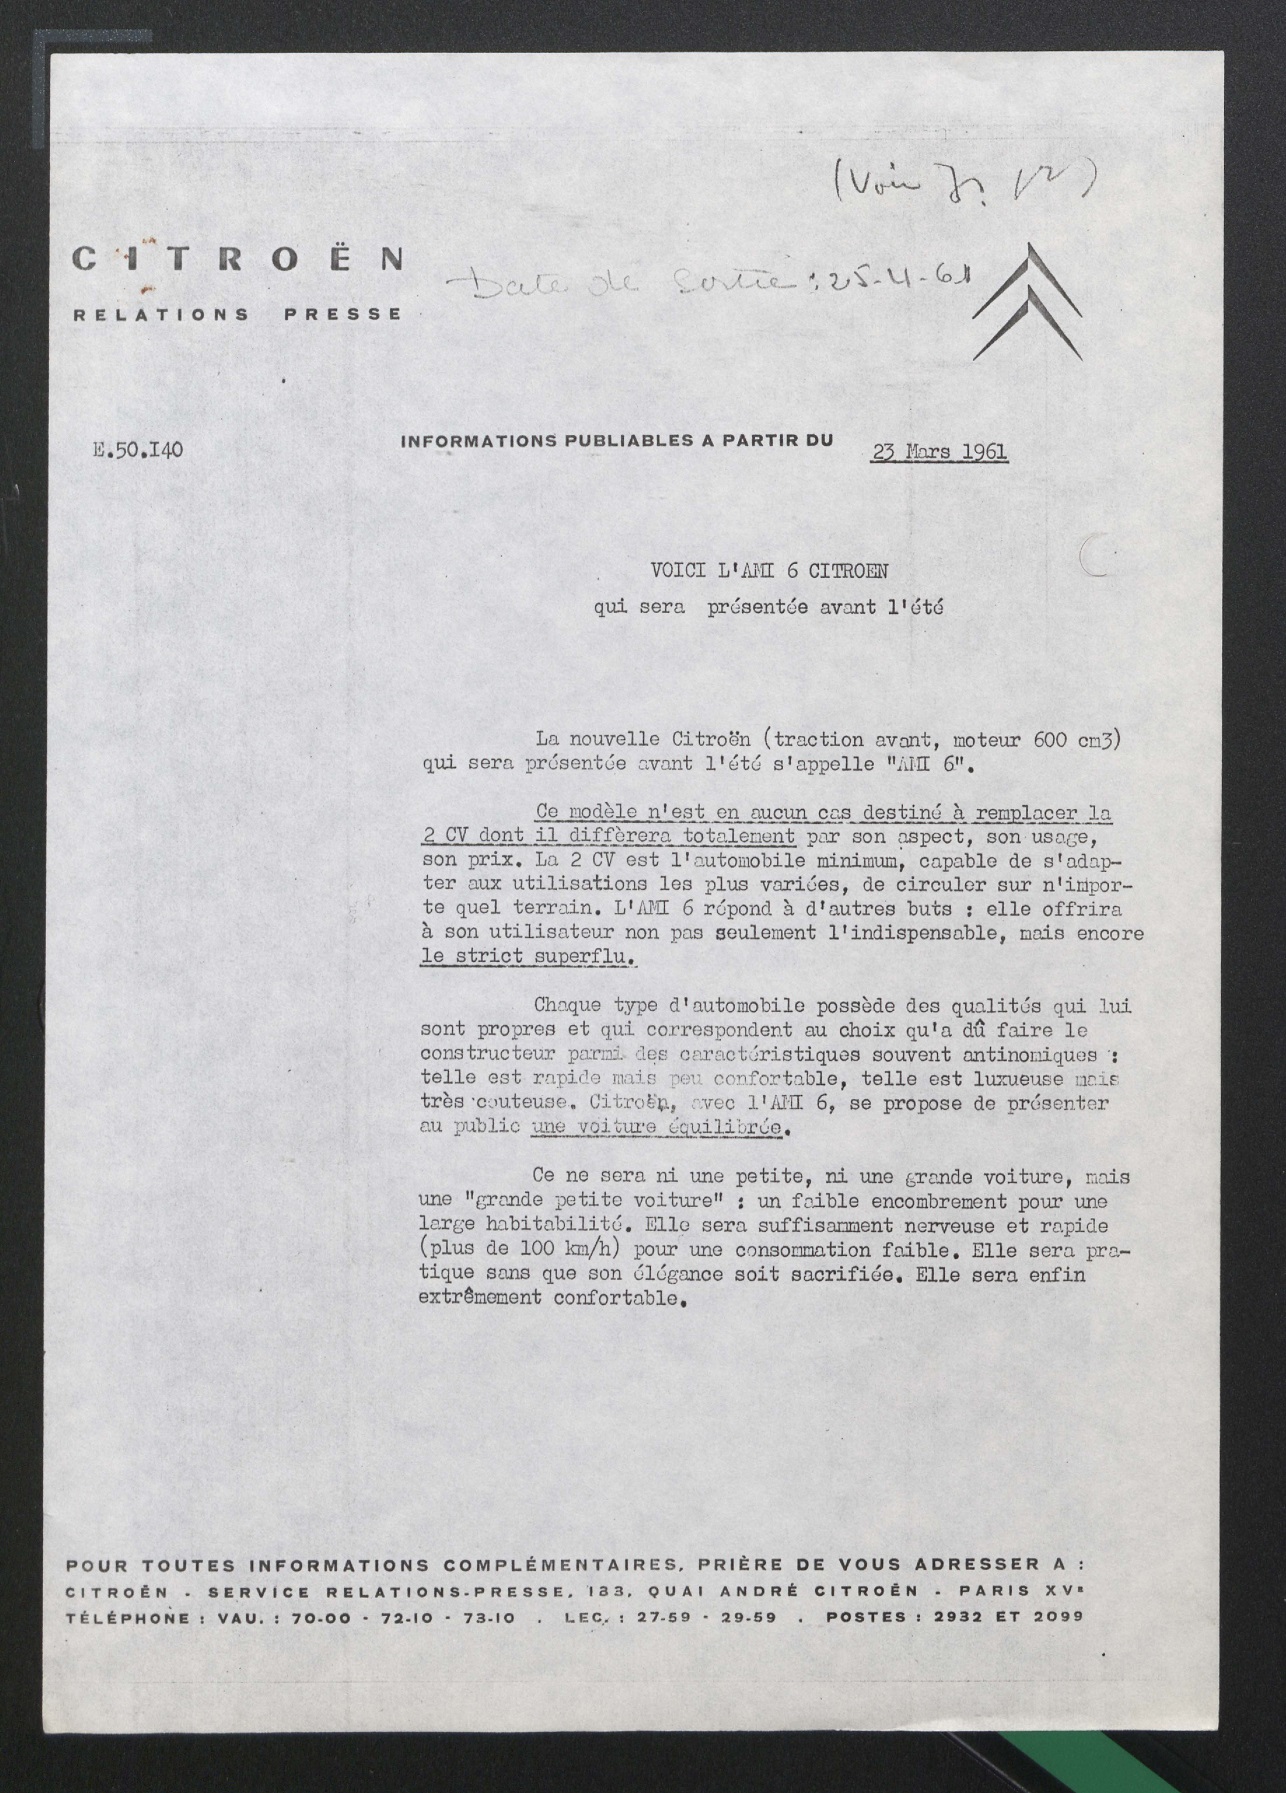 (Voir
CITROËN
Date de sortie : 25-4-61
RELATIONS PRESSE
E.50.I40
INFORMATIONS PUBLIABLES A PARTIR DU 23 Mars 1961
VOICI L'AMI 6 CITROEN
qui sera présentée avant l'été
La nouvelle Citroën (traction avant, moteur 600 cm3)
qui sera présentée avant l'été s'appelle "AMI 6".
Ce modèle n'est en aucun cas destiné à remplacer la
2 CV dont il diffèrera totalement par son aspect, son usage,
son prix. La 2 CV est l'automobile minimum, capable de s'adap-
ter aux utilisations les plus variées, de circuler sur n'impor-
te quel terrain. L'AMI 6 répond à d'autres buts : elle offrira
à son utilisateur non pas seulement l'indispensable, mais encore
le strict superflu.
Chaque type d'automobile possède des qualités qui lui
sont propres et qui correspondent au choix qu'a dû faire le
constructeur parmi des caractéristiques souvent antinomiques :
telle est rapide mais peu confortable, telle est luxueuse mais
très couteuse. Citroën, avec l'AMI 6, se propose de présenter
au public une voiture équilibrée.
Ce ne sera ni une petite, ni une grande voiture, mais
une "grande petite voiture" : un faible encombrement pour une
large habitabilité. Elle sera suffisamment nerveuse et rapide
(plus de 100 km/h) pour une consommation faible. Elle sera pra-
tique sans que son élégance soit sacrifiée. Elle sera enfin
extrêmement confortable.
POUR TOUTES INFORMATIONS COMPLÉMENTAIRES, PRIÈRE DE VOUS ADRESSER A :
CITROËN - SERVICE RELATIONS-PRESSE, 133, QUAI ANDRÉ CITROËN - PARIS XVe
TÉLÉPHONE : VAU. : 70-00 - 72-10 - 73-10 . LEC. : 27-59 - 29-59 . POSTES : 2932 ET 2099